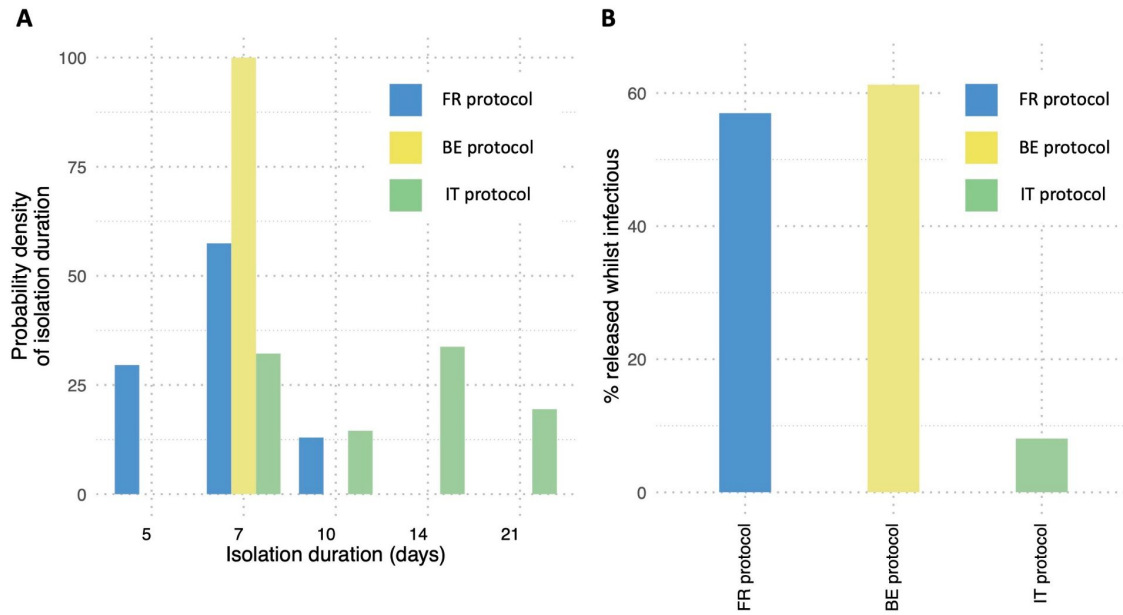 A
Probability density
of isolation duration
100
75
50
25
0
FR protocol
BE protocol
IT protocol
5 7 10 14 21
Isolation duration (days)
B
% released whilst infectious
60
40
20
0
FR protocol
BE protocol
IT protocol
FR protocol
BE protocol
IT protocol